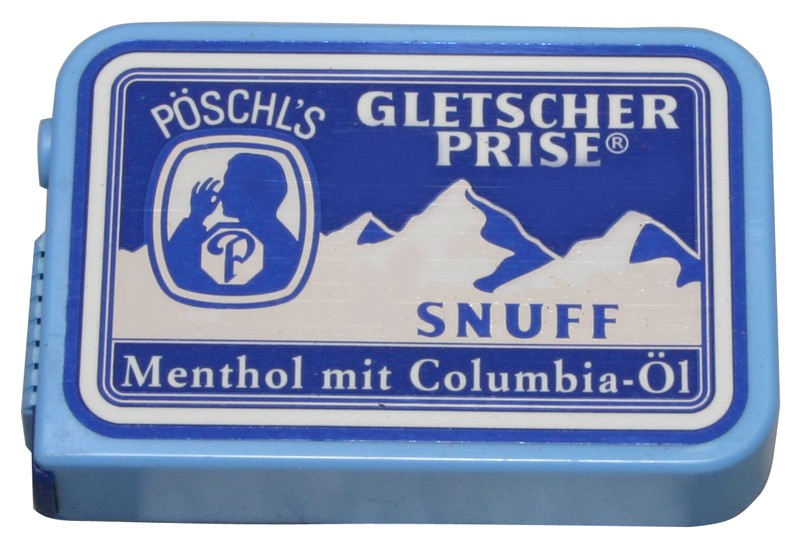 PÖSCHL'S
GLETSCHER
PRISE®
P
SNUFF
Menthol mit Columbia-Öl